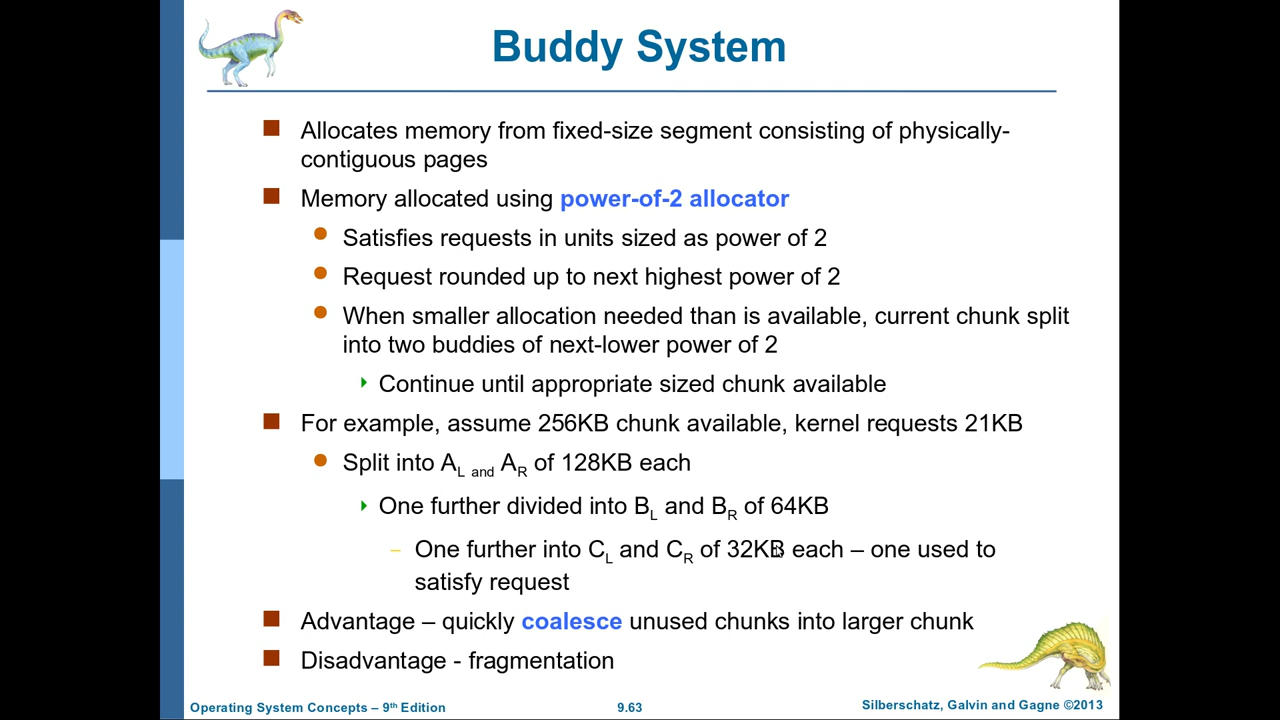 Buddy System
Allocates memory from fixed-size segment consisting of physically-
contiguous pages
Memory allocated using power-of-2 allocator
Satisfies requests in units sized as power of 2
Request rounded up to next highest power of 2
When smaller allocation needed than is available, current chunk split
into two buddies of next-lower power of 2
Continue until appropriate sized chunk available
For example, assume 256KB chunk available, kernel requests 21KB
Split into AL and AR of 128KB each
One further divided into BL and BR of 64KB
One further into CL and CR of 32KB each – one used to
satisfy request
Advantage – quickly coalesce unused chunks into larger chunk
Disadvantage - fragmentation
Operating System Concepts – 9th Edition
9.63
Silberschatz, Galvin and Gagne ©2013